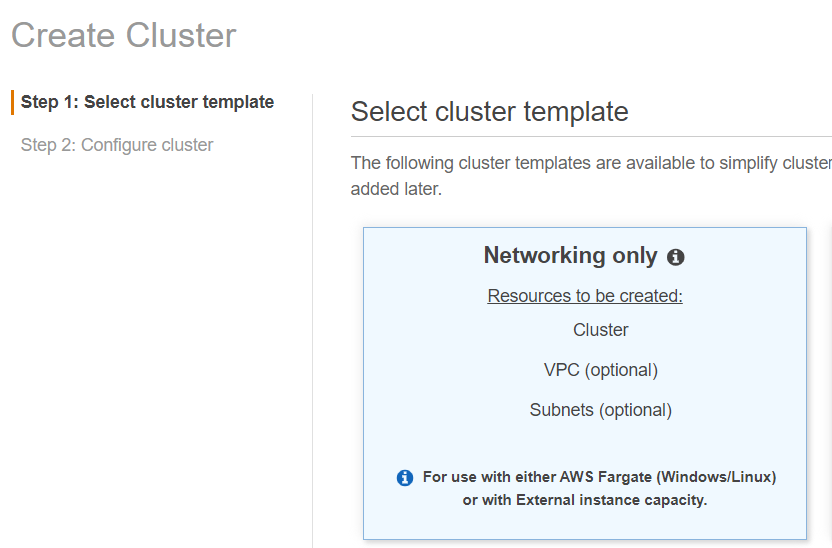 Create Cluster
Step 1: Select cluster template
Step 2: Configure cluster
Select cluster template
The following cluster templates are available to simplify cluster
added later.
Networking only
Resources to be created:
Cluster
VPC (optional)
Subnets (optional)
For use with either AWS Fargate (Windows/Linux)
or with External instance capacity.